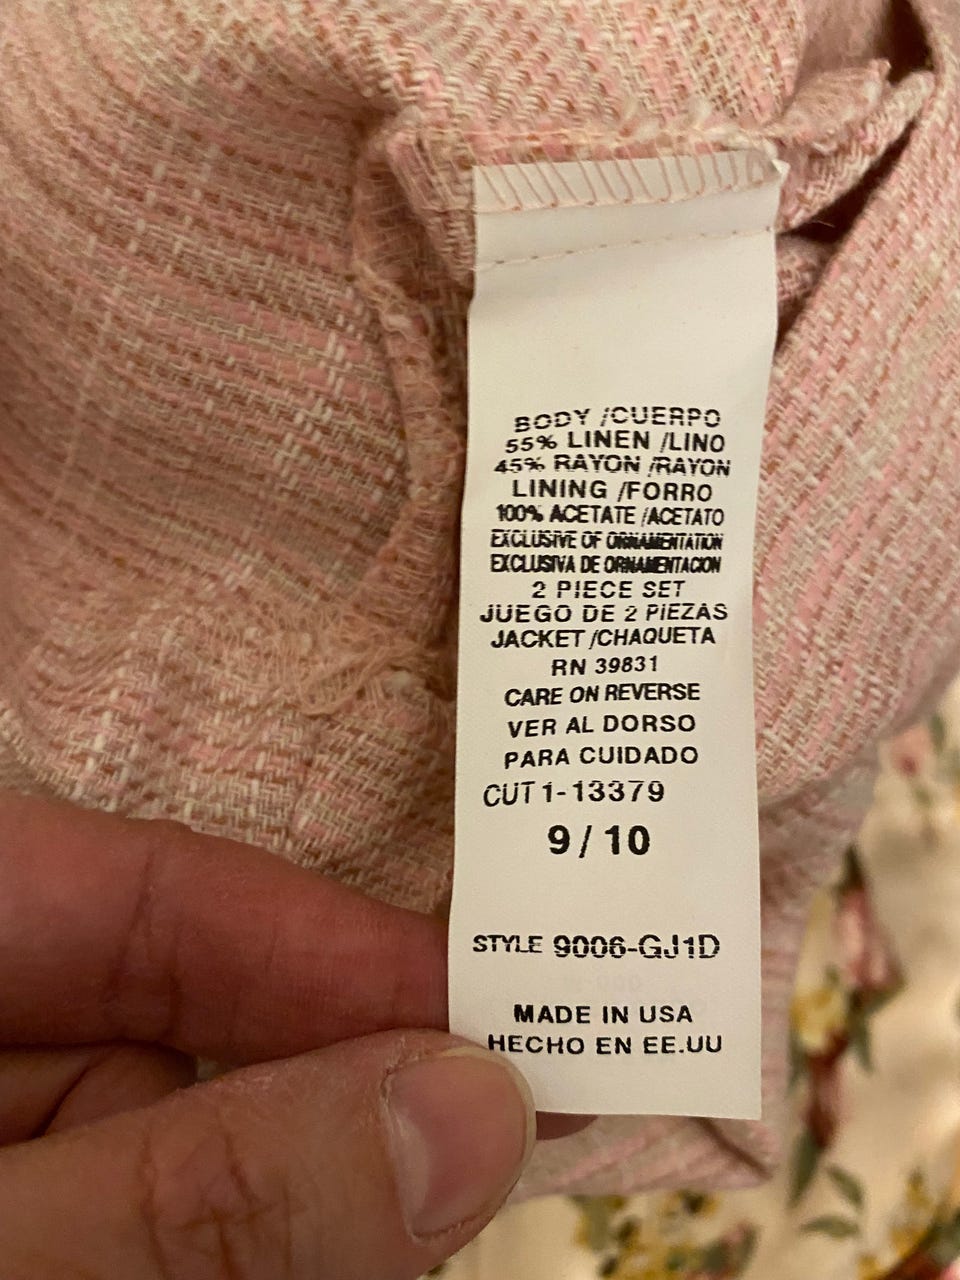 BODY /CUERPO
55% LINEN /LINO
45% RAYON /RAYON
LINING /FORRO
100% ACETATE /ACETATO
EXCLUSIVE OF ORNAMENTATION
EXCLUSIVA DE ORNAMENTACION
2 PIECE SET
JUEGO DE 2 PIEZAS
JACKET /CHAQUETA
RN 39831
CARE ON REVERSE
VER AL DORSO
PARA CUIDADO
CUT 1-13379
9 / 10
STYLE 9006-GJ1D
MADE IN USA
HECHO EN EE.UU